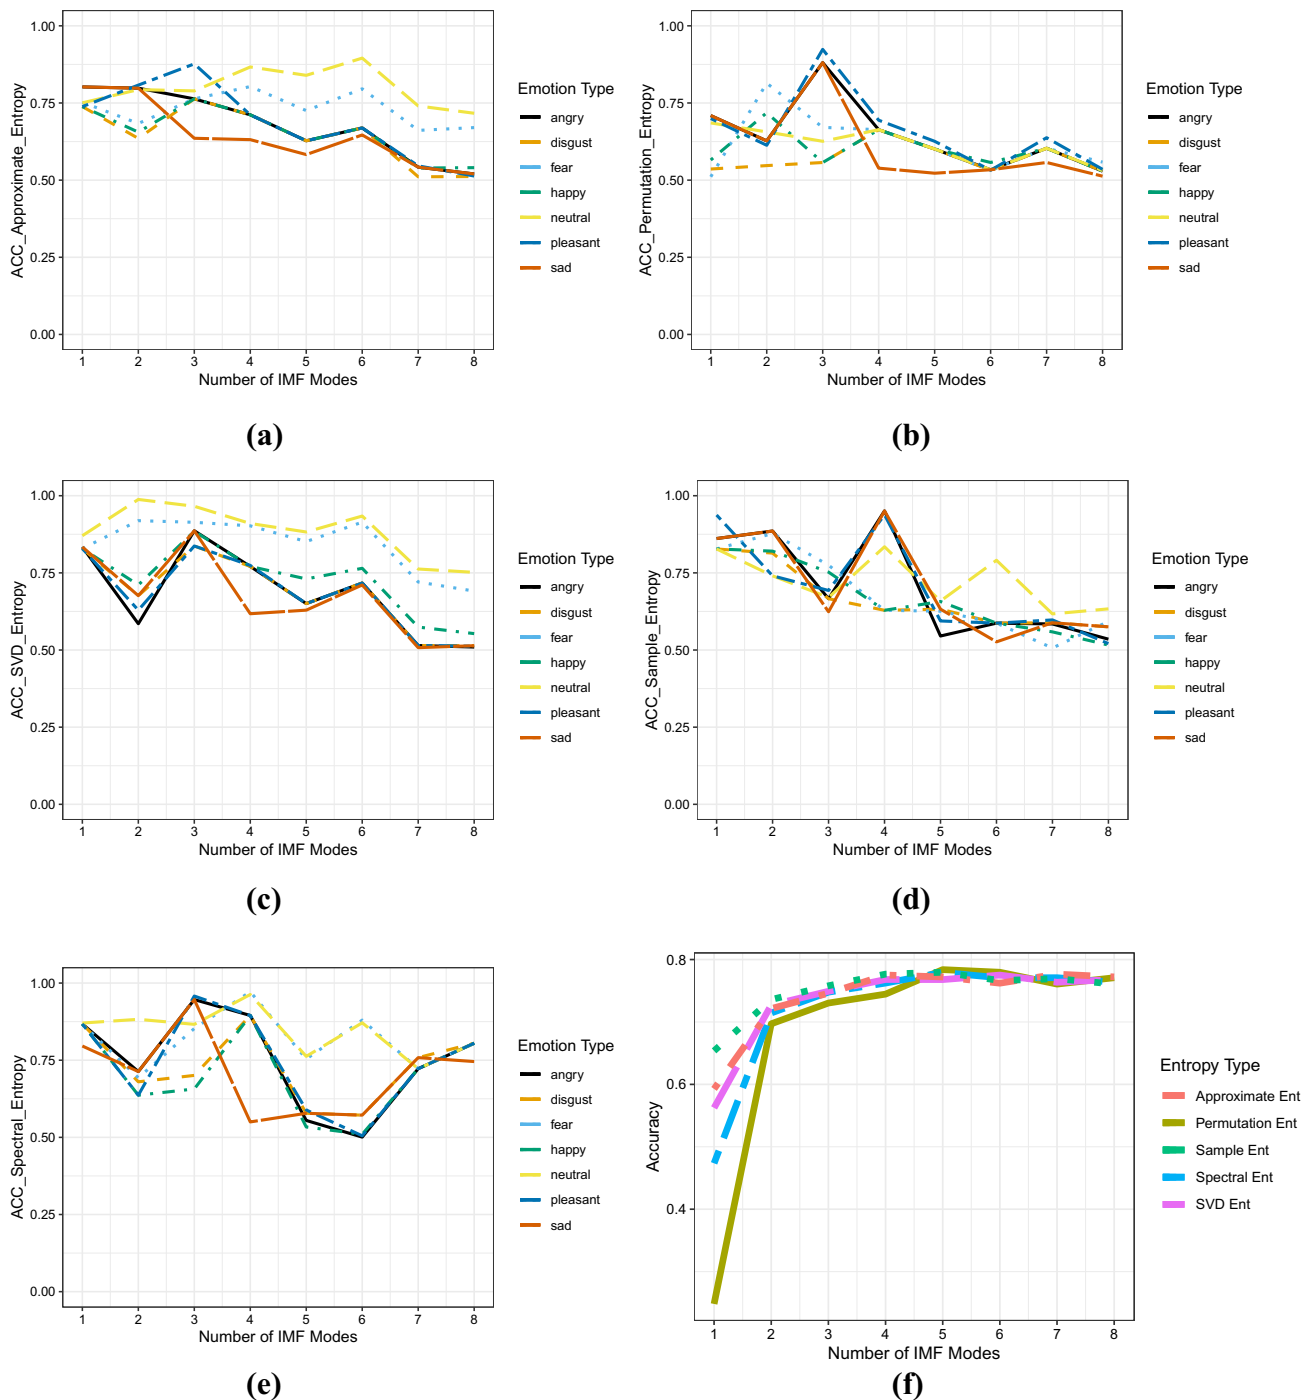 ACC_Approximate_Entropy
1.00
0.75
0.50
0.25
0.00
1 2 3 4 5 6 7 8
Number of IMF Modes
Emotion Type
angry
disgust
fear
happy
neutral
pleasant
sad
(a)
ACC_Permutation_Entropy
1.00
0.75
0.50
0.25
0.00
1 2 3 4 5 6 7 8
Number of IMF Modes
Emotion Type
angry
disgust
fear
happy
neutral
pleasant
sad
(b)
ACC_SVD_Entropy
1.00
0.75
0.50
0.25
0.00
1 2 3 4 5 6 7 8
Number of IMF Modes
Emotion Type
angry
disgust
fear
happy
neutral
pleasant
sad
(c)
ACC_Sample_Entropy
1.00
0.75
0.50
0.25
0.00
1 2 3 4 5 6 7 8
Number of IMF Modes
Emotion Type
angry
disgust
fear
happy
neutral
pleasant
sad
(d)
ACC_Spectral_Entropy
1.00
0.75
0.50
0.25
0.00
1 2 3 4 5 6 7 8
Number of IMF Modes
Emotion Type
angry
disgust
fear
happy
neutral
pleasant
sad
(e)
Accuracy
0.8
0.6
0.4
1 2 3 4 5 6 7 8
Number of IMF Modes
Entropy Type
Approximate Ent
Permutation Ent
Sample Ent
Spectral Ent
SVD Ent
(f)